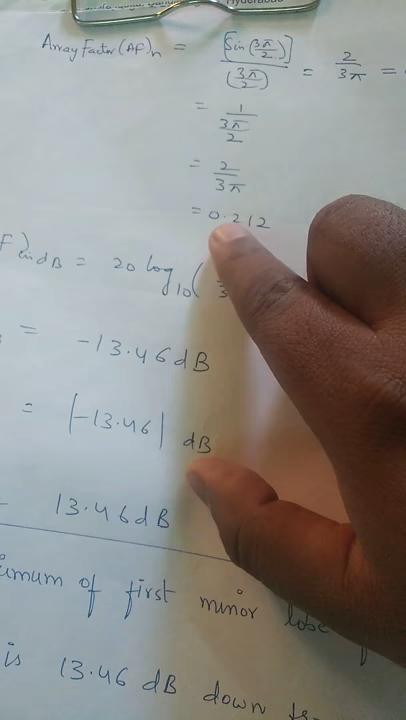 Hyderabad
Array Factor (AF)n = [Sin(3π/2)] / (3π/2) = 2/3π =
= 1 / (3π/2)
= 2/3π
= 0.212
F) in dB = 20 log10 (
= -13.46 dB
= |-13.46| dB
13.46 dB
of first minor lobe
is 13.46 dB down